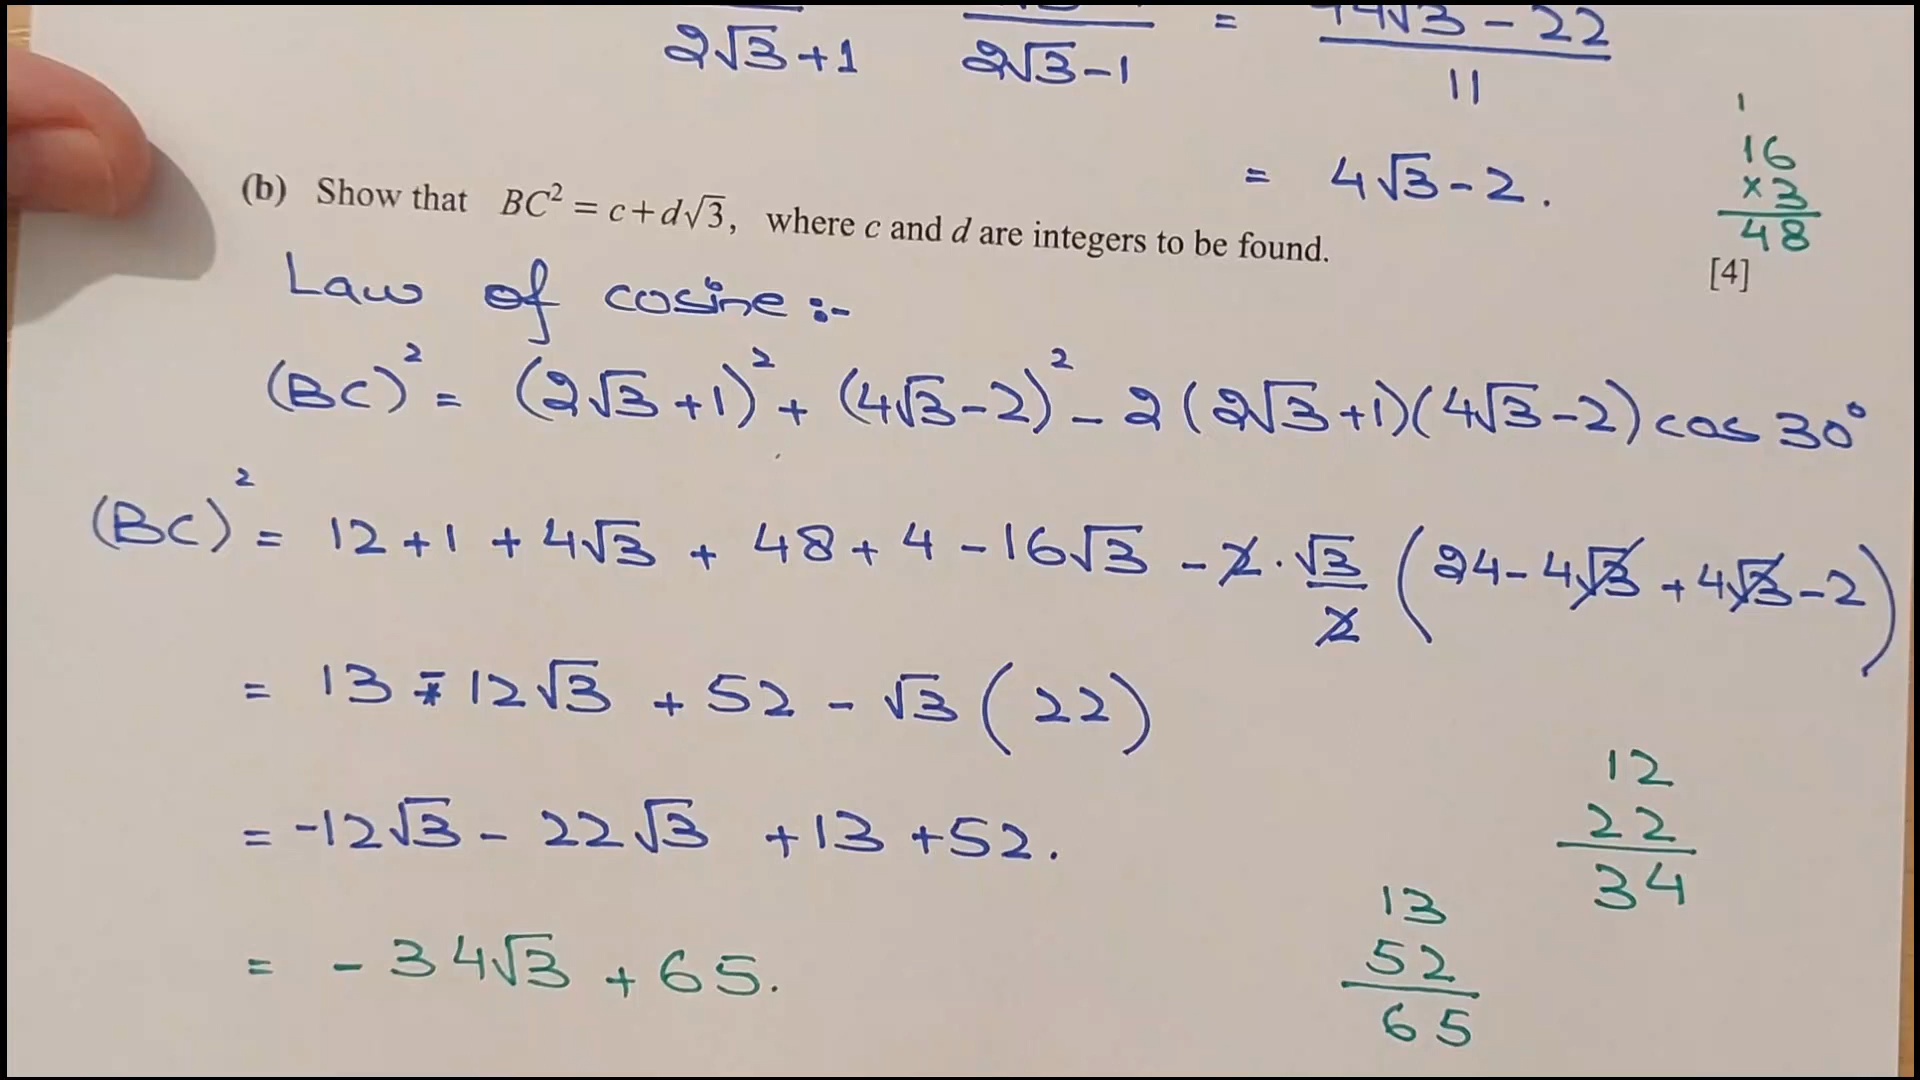 2√3+1   2√3-1   =   44√3-22
11
= 4√3-2.
1
16
×3
48
(b) Show that BC² = c+d√3, where c and d are integers to be found.
[4]
Law of cosine :-
(BC)² = (2√3+1)² + (4√3-2)² - 2(2√3+1)(4√3-2) cos 30°
(BC)² = 12+1+4√3 + 48+4-16√3 - 2·√3/2 (24-4√3+4√3-2)
= 13 - 12√3 + 52 - √3 (22)
= -12√3 - 22√3 +13 +52.
12
22
34
= -34√3 + 65.
13
52
65